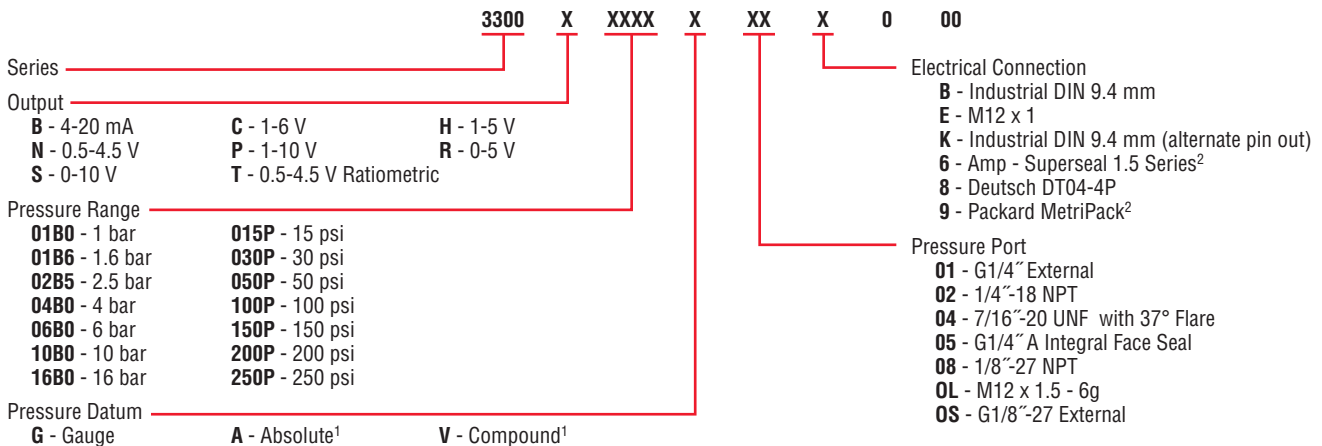 3300 X XXXX X XX X 0 00
Series
Output
B - 4-20 mA C - 1-6 V H - 1-5 V
N - 0.5-4.5 V P - 1-10 V R - 0-5 V
S - 0-10 V T - 0.5-4.5 V Ratiometric
Pressure Range
01B0 - 1 bar 015P - 15 psi
01B6 - 1.6 bar 030P - 30 psi
02B5 - 2.5 bar 050P - 50 psi
04B0 - 4 bar 100P - 100 psi
06B0 - 6 bar 150P - 150 psi
10B0 - 10 bar 200P - 200 psi
16B0 - 16 bar 250P - 250 psi
Pressure Datum
G - Gauge A - Absolute¹ V - Compound¹
Electrical Connection
B - Industrial DIN 9.4 mm
E - M12 x 1
K - Industrial DIN 9.4 mm (alternate pin out)
6 - Amp - Superseal 1.5 Series²
8 - Deutsch DT04-4P
9 - Packard MetriPack²
Pressure Port
01 - G1/4˝ External
02 - 1/4˝-18 NPT
04 - 7/16˝-20 UNF with 37° Flare
05 - G1/4˝ A Integral Face Seal
08 - 1/8˝-27 NPT
OL - M12 x 1.5 - 6g
OS - G1/8˝-27 External